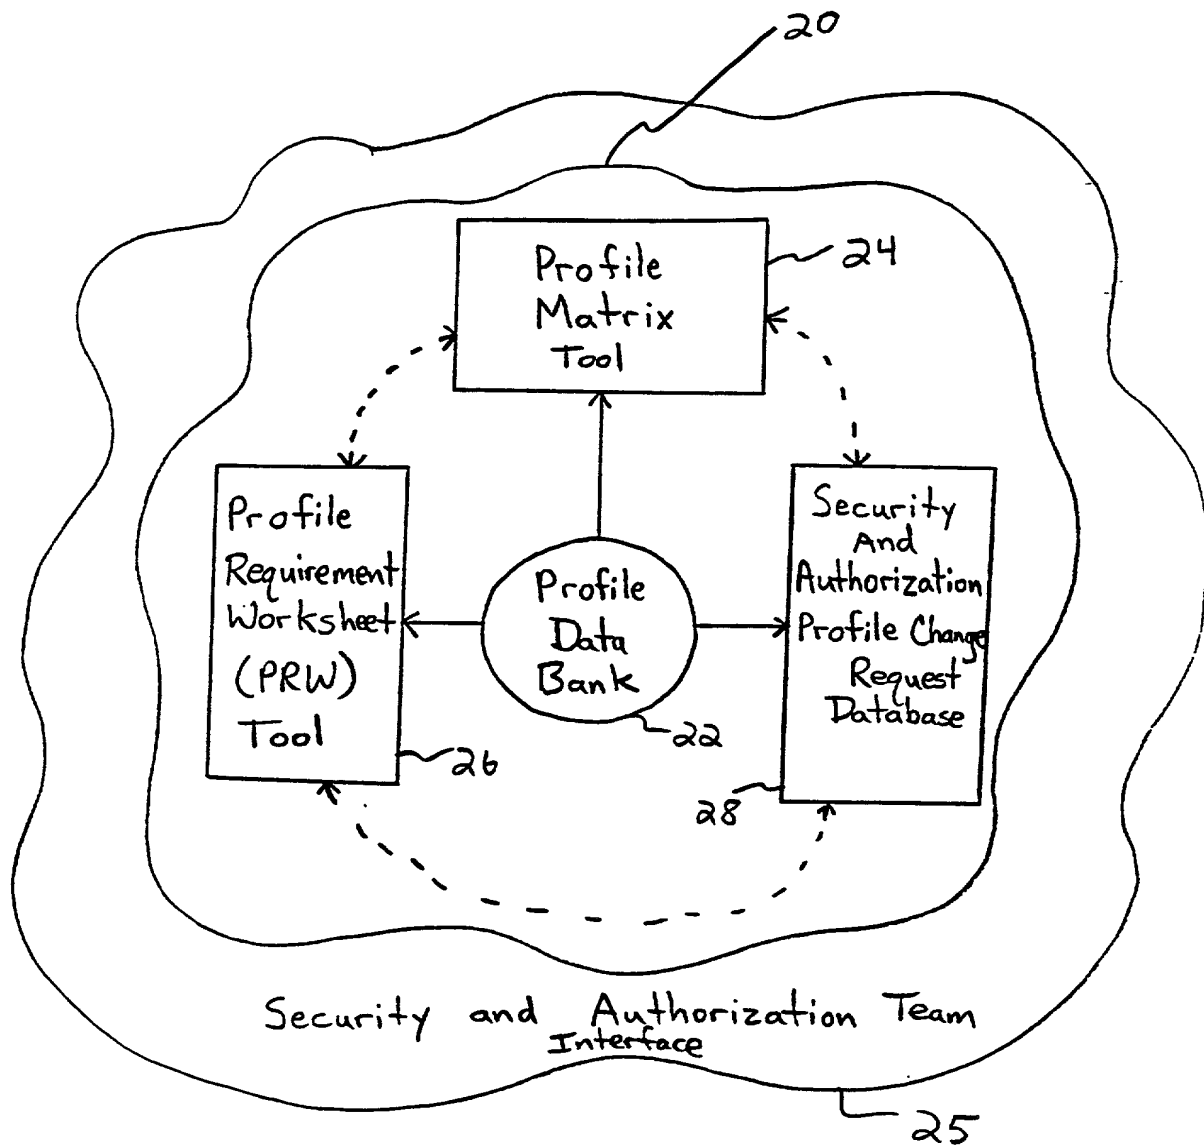 20
Profile
Matrix
Tool
24
Profile
Requirement
Worksheet
(PRW)
Tool
26
Profile
Data
Bank
22
Security
And
Authorization
Profile Change
Request
Database
28
Security and Authorization Team
Interface
25